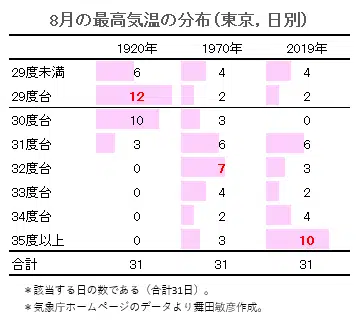 8月の最高気温の分布（東京，日別）
1920年 1970年 2019年
29度未満 6 4 4
29度台 12 2 2
30度台 10 3 0
31度台 3 6 6
32度台 0 7 3
33度台 0 4 2
34度台 0 2 4
35度以上 0 3 10
合計 31 31 31
＊該当する日の数である（合計31日）。
＊気象庁ホームページのデータより舞田敏彦作成。